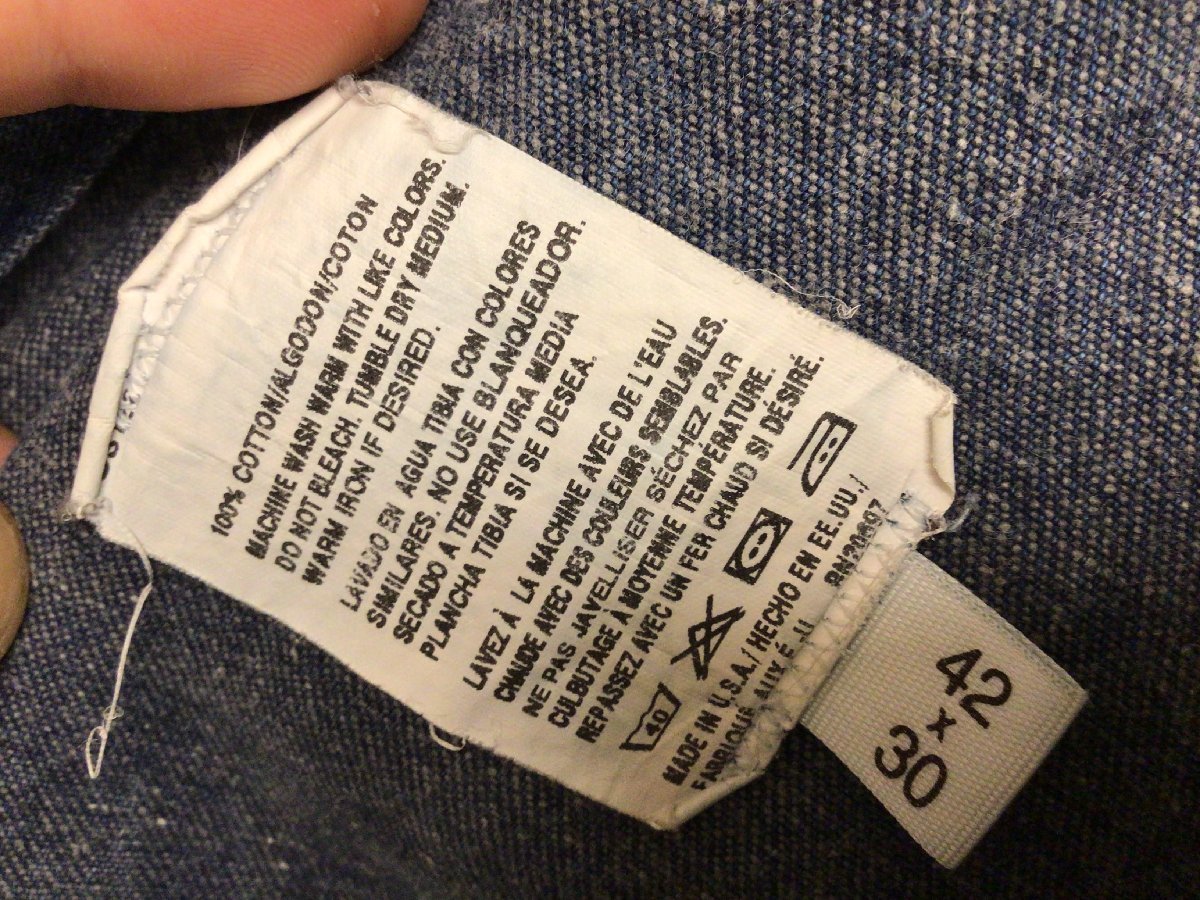 100% COTTON/ALGODON/COTON
MACHINE WASH WARM WITH LIKE COLORS.
DO NOT BLEACH. TUMBLE DRY MEDIUM.
WARM IRON IF DESIRED.
LAVADO EN AGUA TIBIA CON COLORES
SIMILARES. NO USE BLANQUEADOR.
SECADO A TEMPERATURA MEDIA
PLANCHA TIBIA SI SE DESEA.
LAVEZ À LA MACHINE AVEC DE L'EAU
CHAUDE AVEC DES COULEURS SEMBLABLES.
NE PAS JAVELLISER SÉCHEZ PAR
CULBUTAGE À MOYENNE TEMPÉRATURE.
REPASSEZ AVEC UN FER CHAUD SI DÉSIRÉ.
40
MADE IN U.S.A./ HECHO EN EE.UU./
FABRIQUÉ AUX É.
42
x
30